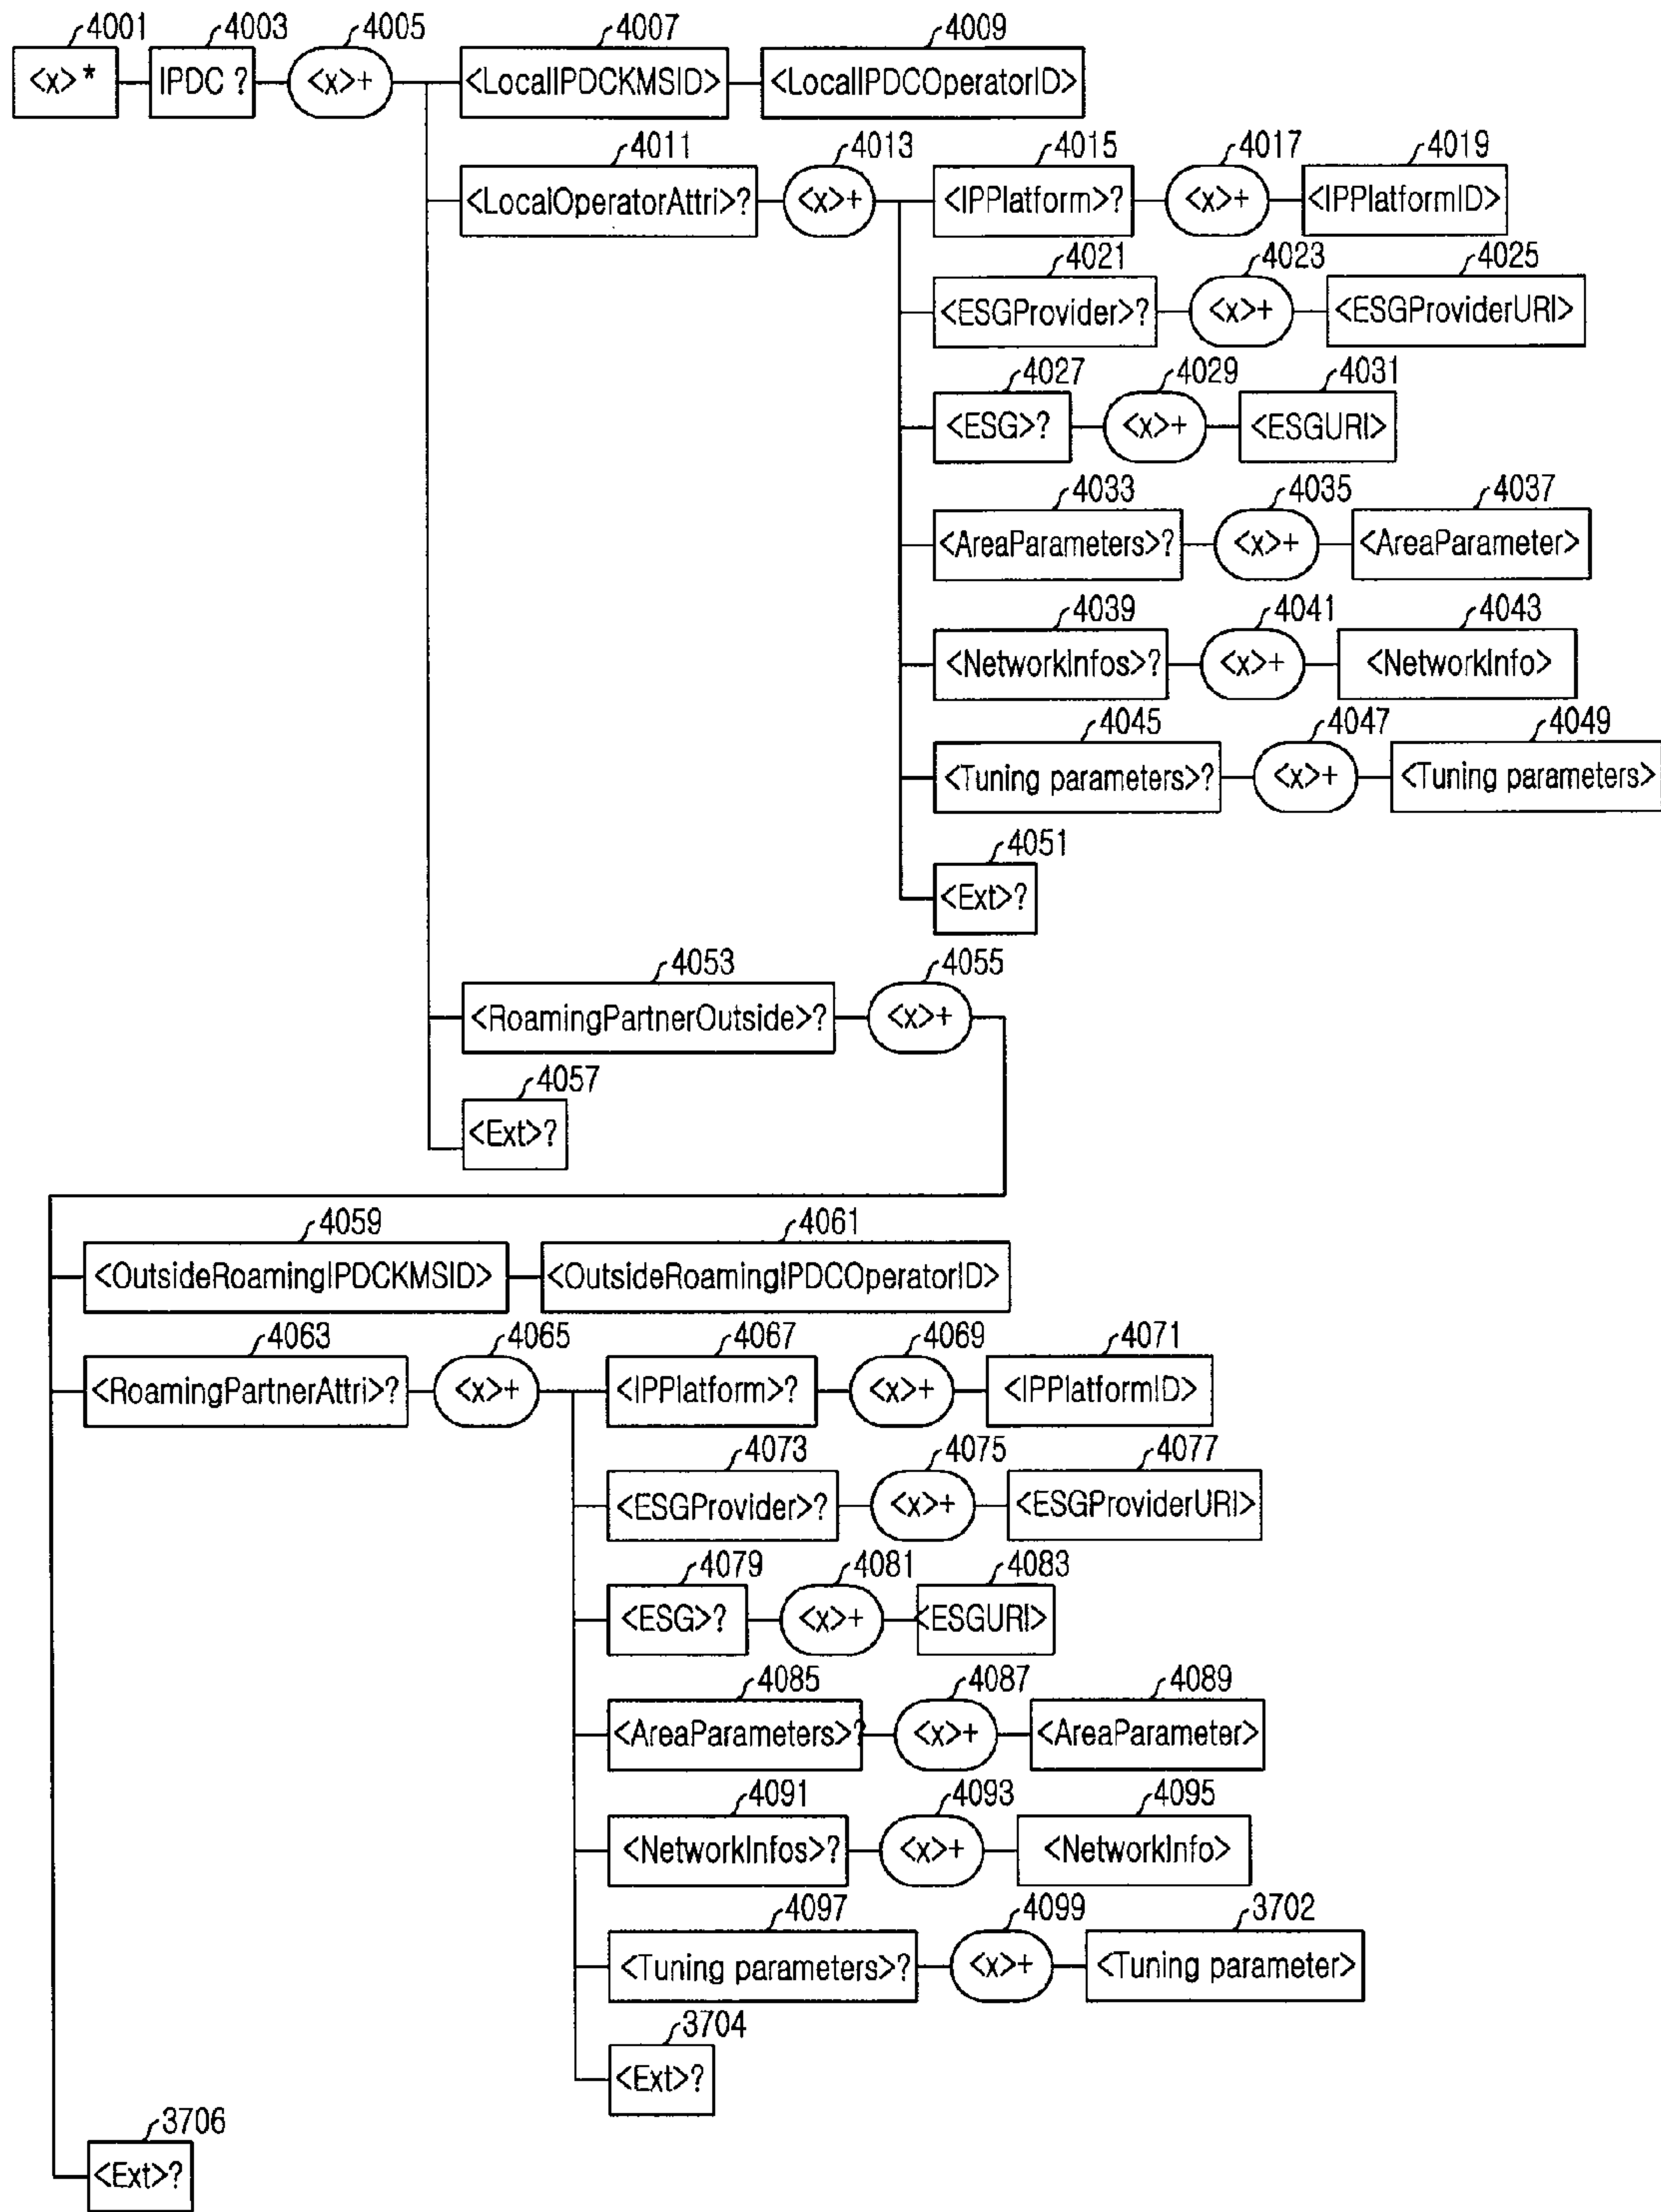 4001 4003 4005 4007 4009
<x>* IPDC ? <x>+ <LocalIPDCKMSID> <LocalIPDCOperatorID>
4011 4013 4015 4017 4019
<LocalOperatorAttri>? <x>+ <IPPlatform>? <x>+ <IPPlatformID>
4021 4023 4025
<ESGProvider>? <x>+ <ESGProviderURI>
4027 4029 4031
<ESG>? <x>+ <ESGURI>
4033 4035 4037
<AreaParameters>? <x>+ <AreaParameter>
4039 4041 4043
<NetworkInfos>? <x>+ <NetworkInfo>
4045 4047 4049
<Tuning parameters>? <x>+ <Tuning parameters>
4051
<Ext>?
4053 4055
<RoamingPartnerOutside>? <x>+
4057
<Ext>?
4059 4061
<OutsideRoamingIPDCKMSID> <OutsideRoamingIPDCOperatorID>
4063 4065 4067 4069 4071
<RoamingPartnerAttri>? <x>+ <IPPlatform>? <x>+ <IPPlatformID>
4073 4075 4077
<ESGProvider>? <x>+ <ESGProviderURI>
4079 4081 4083
<ESG>? <x>+ <ESGURI>
4085 4087 4089
<AreaParameters>? <x>+ <AreaParameter>
4091 4093 4095
<NetworkInfos>? <x>+ <NetworkInfo>
4097 4099 3702
<Tuning parameters>? <x>+ <Tuning parameter>
3704
<Ext>?
3706
<Ext>?